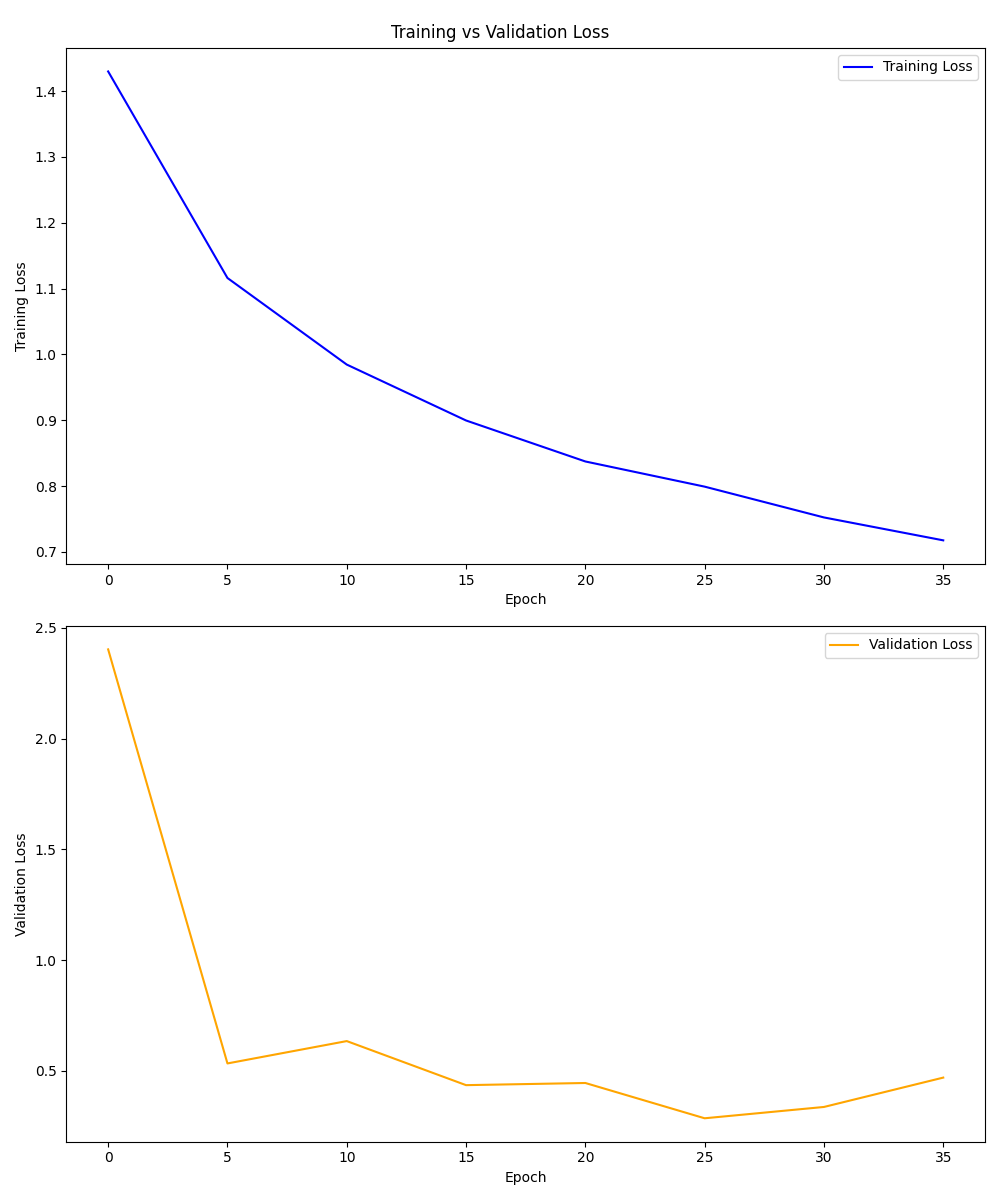 Training vs Validation Loss
Training Loss
1.4
1.3
1.2
1.1
1.0
0.9
0.8
0.7
Training Loss
0 5 10 15 20 25 30 35
Epoch
Validation Loss
2.5
2.0
1.5
1.0
0.5
Validation Loss
0 5 10 15 20 25 30 35
Epoch